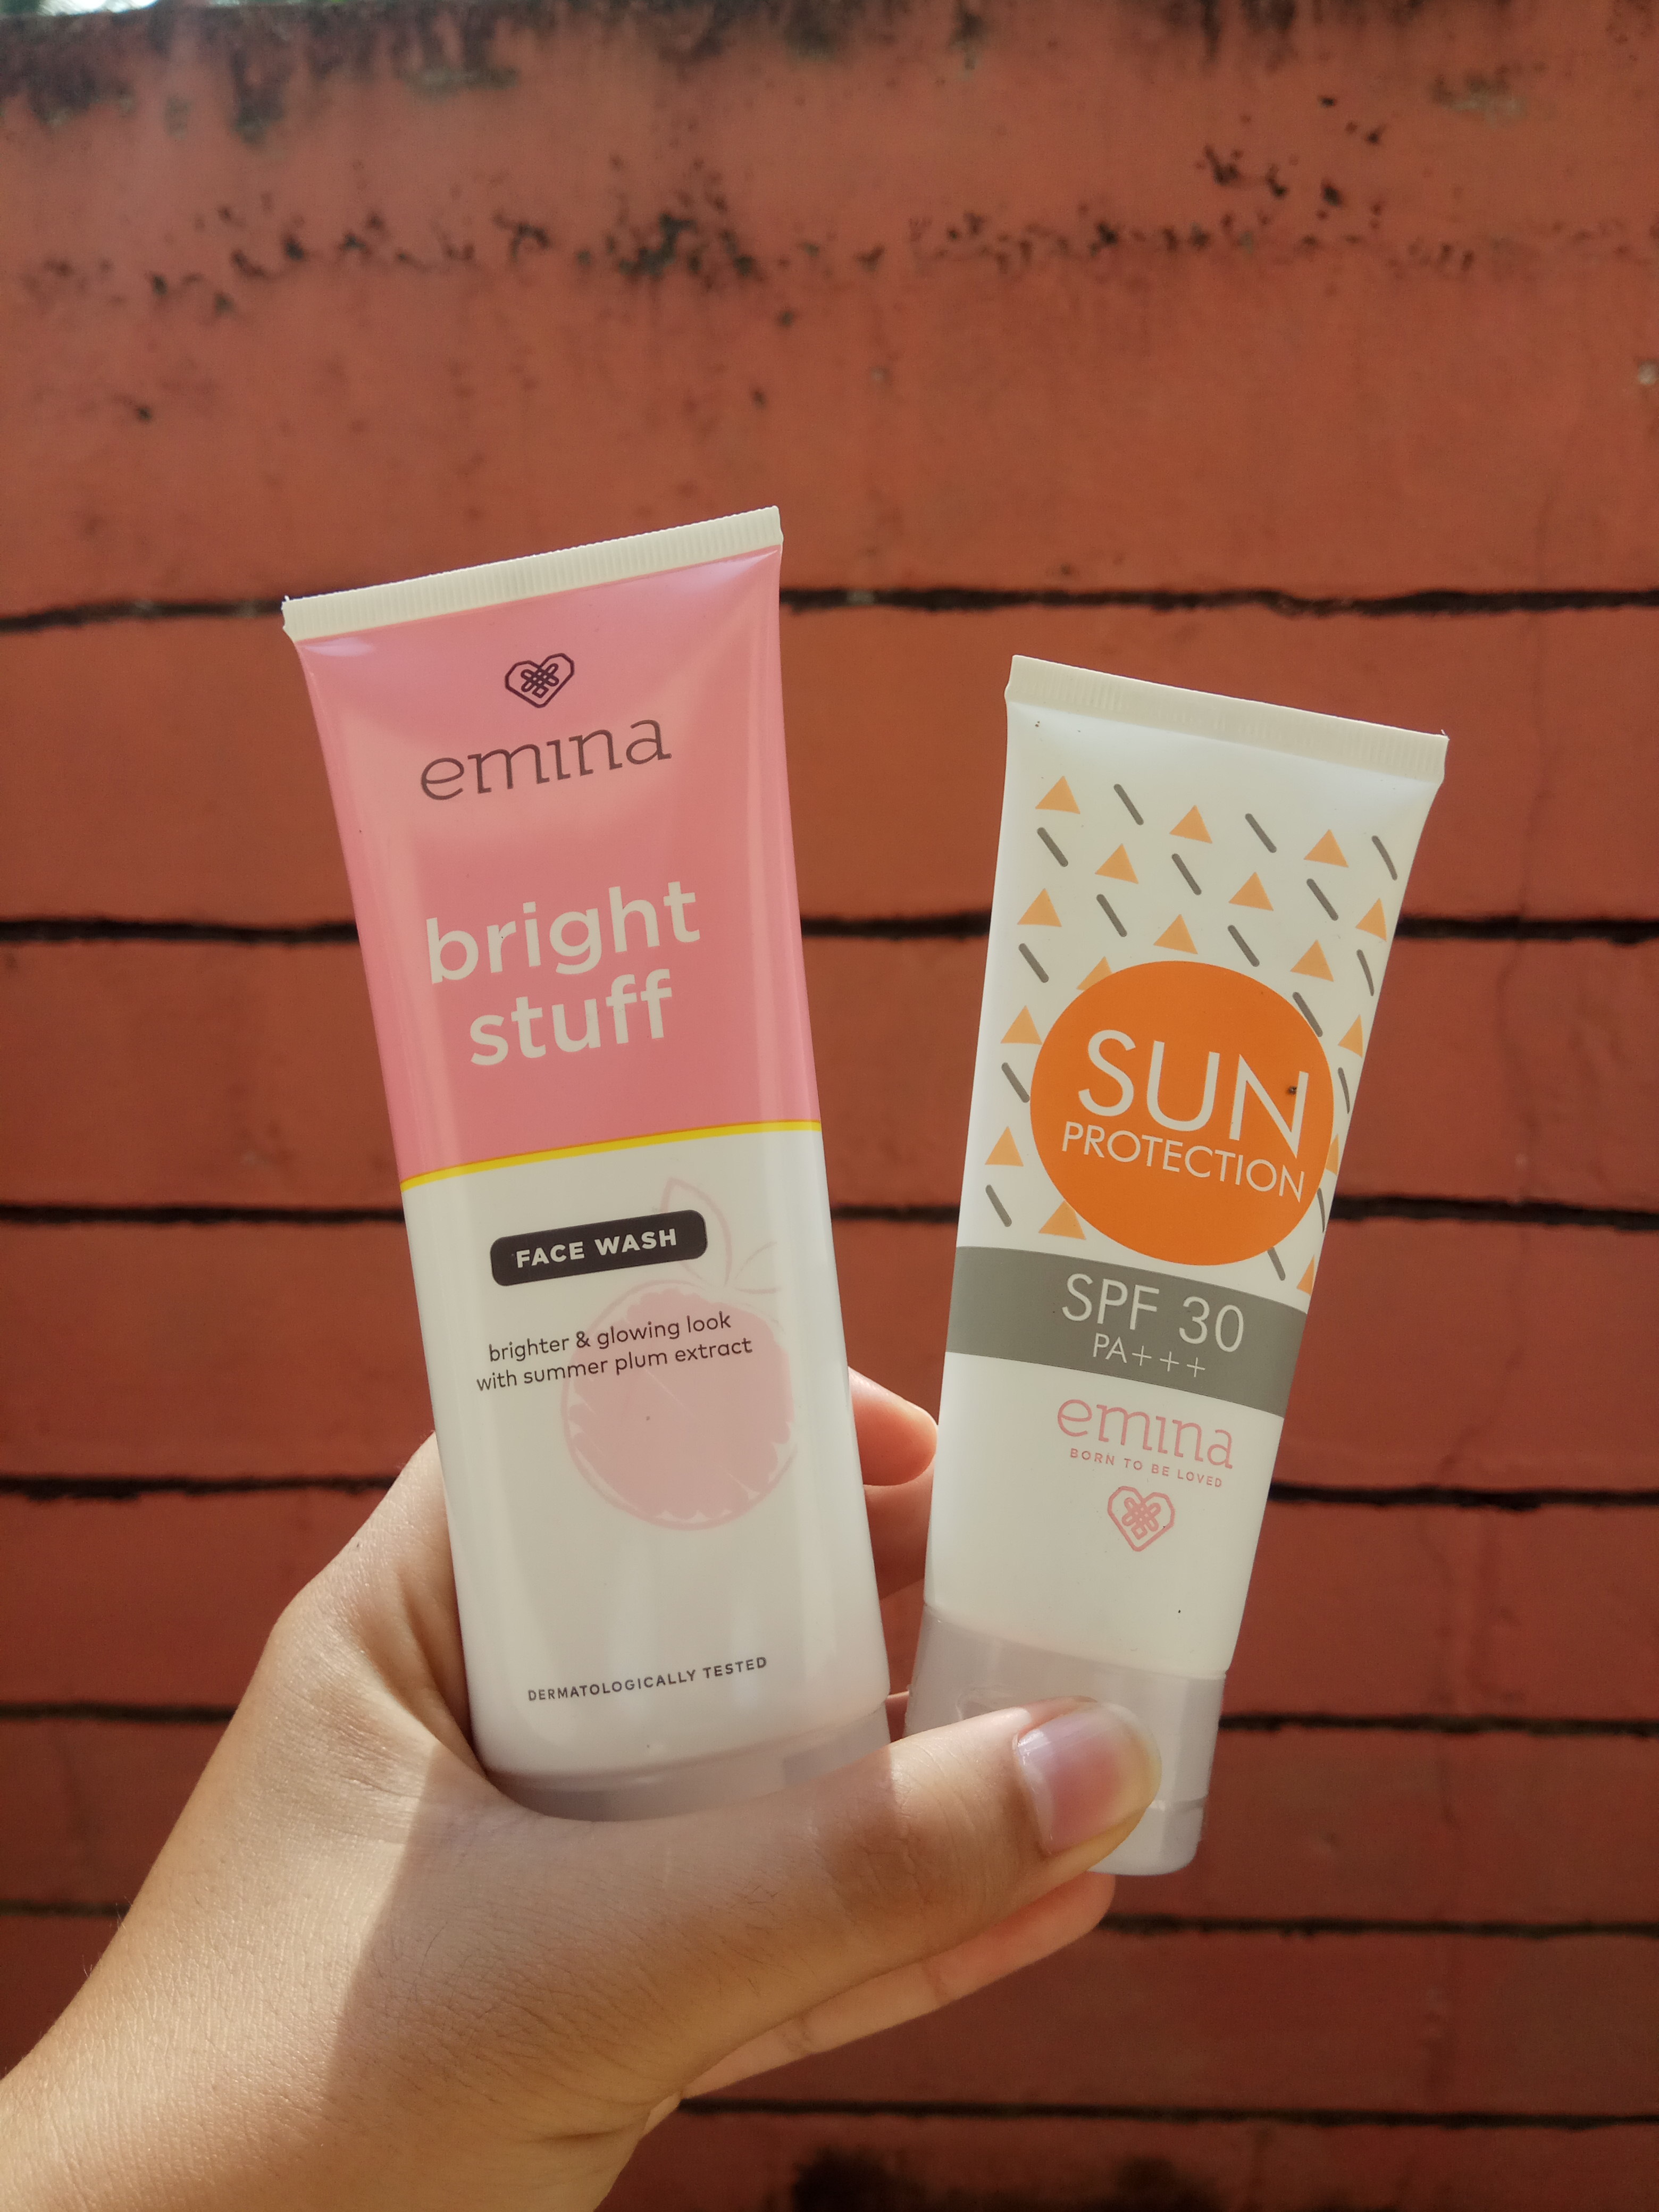 emina
bright
stuff
FACE WASH
brighter & glowing look
with summer plum extract
DERMATOLOGICALLY TESTED
SUN
PROTECTION
SPF 30
PA+++
emina
BORN TO BE LOVED